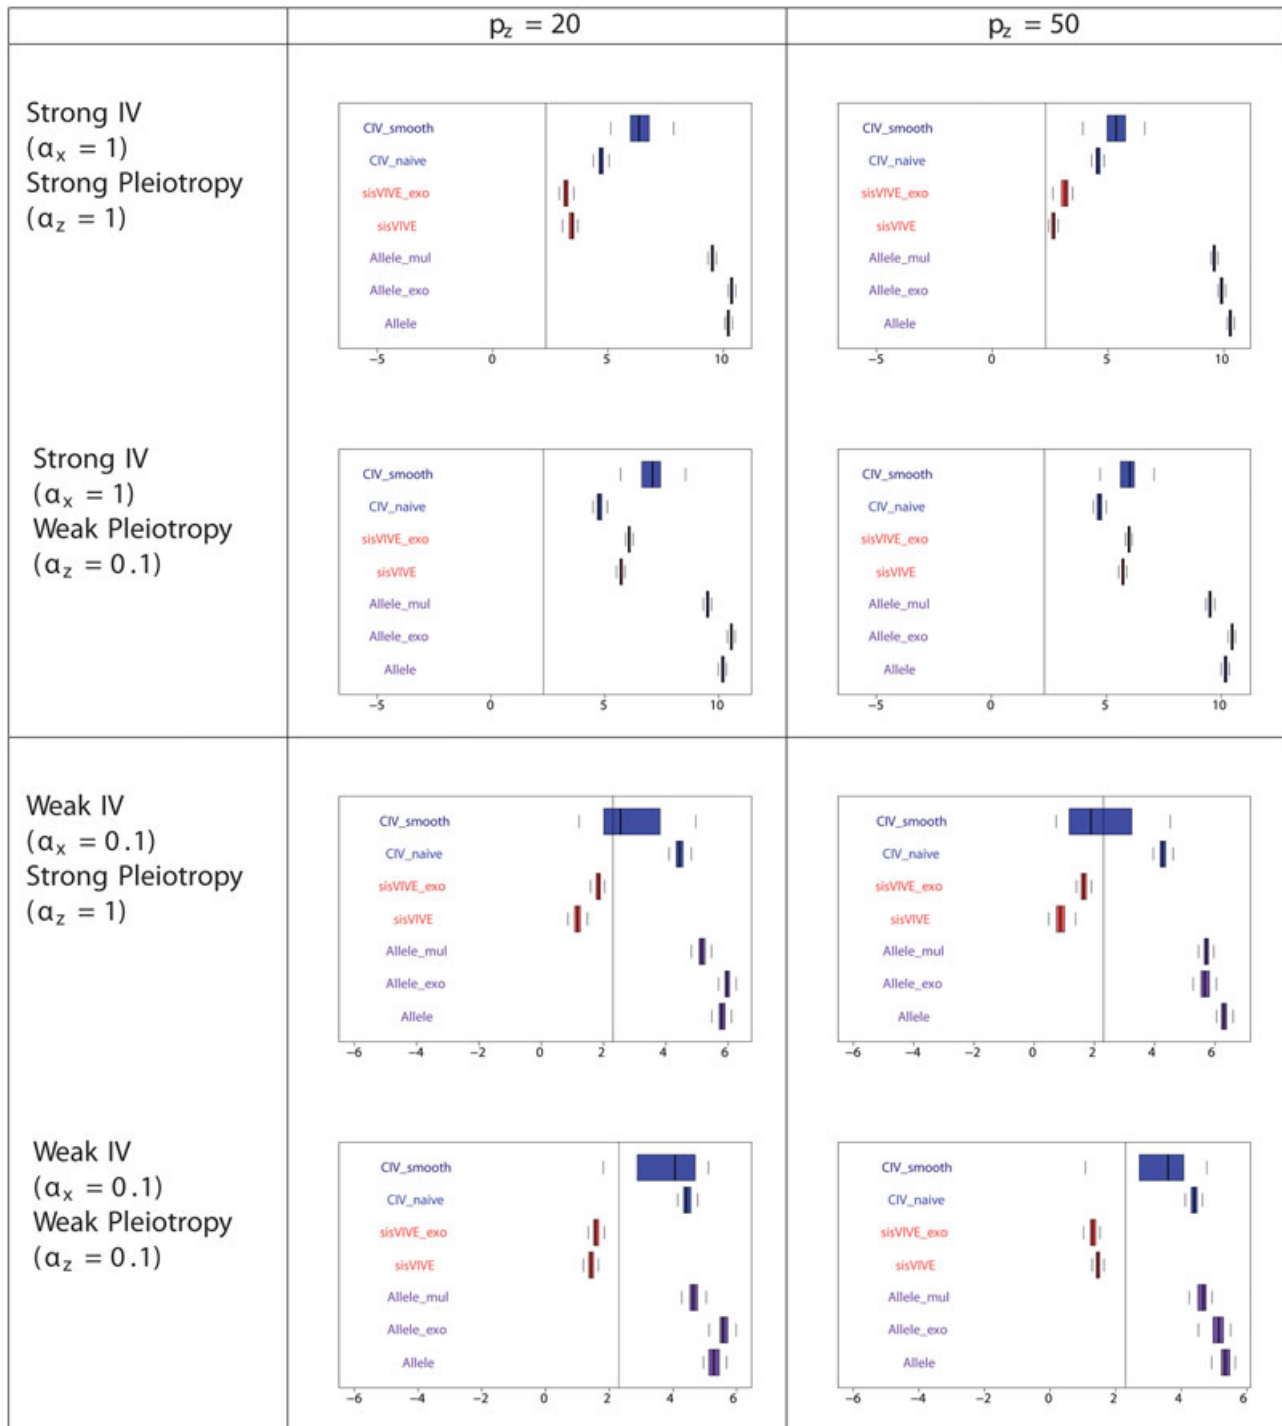 p_z = 20
p_z = 50
Strong IV
(α_x = 1)
Strong Pleiotropy
(α_z = 1)
CIV_smooth
CIV_naive
sisVIVE_exo
sisVIVE
Allele_mul
Allele_exo
Allele
−5 0 5 10
CIV_smooth
CIV_naive
sisVIVE_exo
sisVIVE
Allele_mul
Allele_exo
Allele
−5 0 5 10
Strong IV
(α_x = 1)
Weak Pleiotropy
(α_z = 0.1)
CIV_smooth
CIV_naive
sisVIVE_exo
sisVIVE
Allele_mul
Allele_exo
Allele
−5 0 5 10
CIV_smooth
CIV_naive
sisVIVE_exo
sisVIVE
Allele_mul
Allele_exo
Allele
−5 0 5 10
Weak IV
(α_x = 0.1)
Strong Pleiotropy
(α_z = 1)
CIV_smooth
CIV_naive
sisVIVE_exo
sisVIVE
Allele_mul
Allele_exo
Allele
−6 −4 −2 0 2 4 6
CIV_smooth
CIV_naive
sisVIVE_exo
sisVIVE
Allele_mul
Allele_exo
Allele
−6 −4 −2 0 2 4 6
Weak IV
(α_x = 0.1)
Weak Pleiotropy
(α_z = 0.1)
CIV_smooth
CIV_naive
sisVIVE_exo
sisVIVE
Allele_mul
Allele_exo
Allele
−6 −4 −2 0 2 4 6
CIV_smooth
CIV_naive
sisVIVE_exo
sisVIVE
Allele_mul
Allele_exo
Allele
−6 −4 −2 0 2 4 6